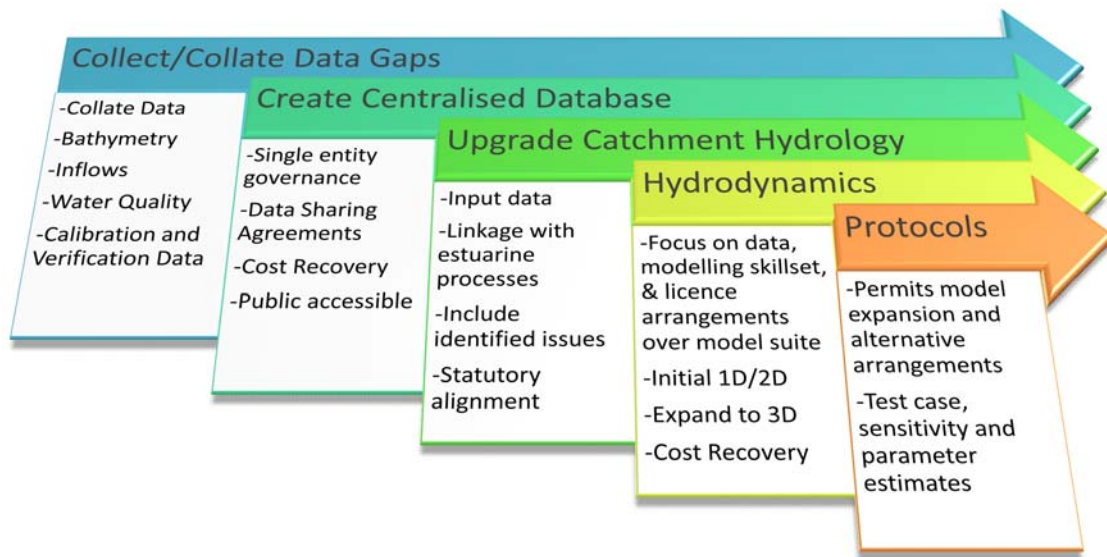 Collect/Collate Data Gaps
-Collate Data
-Bathymetry
-Inflows
-Water Quality
-Calibration and
Verification Data
Create Centralised Database
-Single entity
governance
-Data Sharing
Agreements
-Cost Recovery
-Public accessible
Upgrade Catchment Hydrology
-Input data
-Linkage with
estuarine
processes
-Include
identified issues
-Statutory
alignment
Hydrodynamics
-Focus on data,
modelling skillset,
& licence
arrangements
over model suite
-Initial 1D/2D
-Expand to 3D
-Cost Recovery
Protocols
-Permits model
expansion and
alternative
arrangements
-Test case,
sensitivity and
parameter
estimates